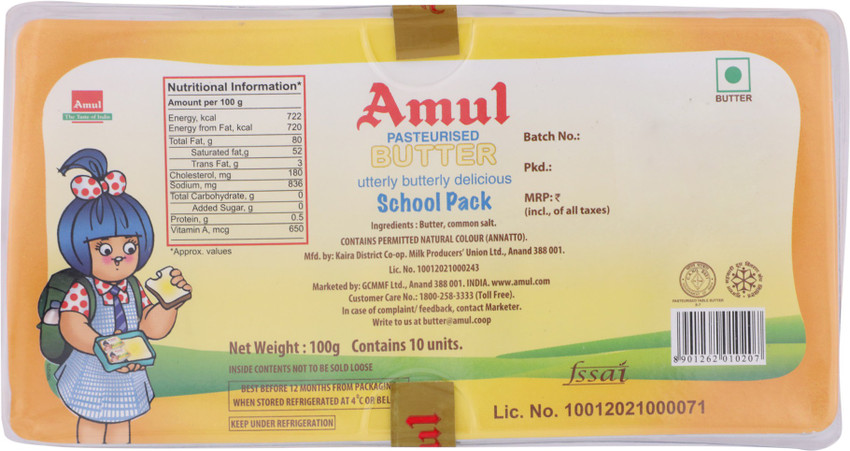 Amul
The Taste of India
Nutritional Information*
Amount per 100 g
Energy, kcal 722
Energy from Fat, kcal 720
Total Fat, g 80
Saturated fat,g 52
Trans Fat, g 3
Cholesterol, mg 180
Sodium, mg 836
Total Carbohydrate, g 0
Added Sugar, g 0
Protein, g 0.5
Vitamin A, mcg 650
*Approx. values
Amul
PASTEURISED
BUTTER
utterly butterly delicious
School Pack
Ingredients : Butter, common salt.
CONTAINS PERMITTED NATURAL COLOUR (ANNATTO).
Mfd. by: Kaira District Co-op. Milk Producers' Union Ltd., Anand 388 001.
Lic. No. 10012021000243
Marketed by: GCMMF Ltd., Anand 388 001. INDIA. www.amul.com
Customer Care No.: 1800-258-3333 (Toll Free).
In case of complaint/ feedback, contact Marketer.
Write to us at butter@amul.coop
Net Weight : 100g Contains 10 units.
INSIDE CONTENTS NOT TO BE SOLD LOOSE
BEST BEFORE 12 MONTHS FROM PACKAGING
WHEN STORED REFRIGERATED AT 4°C OR BEL
KEEP UNDER REFRIGERATION
ul
BUTTER
Batch No.:
Pkd.:
MRP: ₹
(incl., of all taxes)
PASTEURISED TABLE BUTTER
8 901262 010207
fssai
Lic. No. 10012021000071